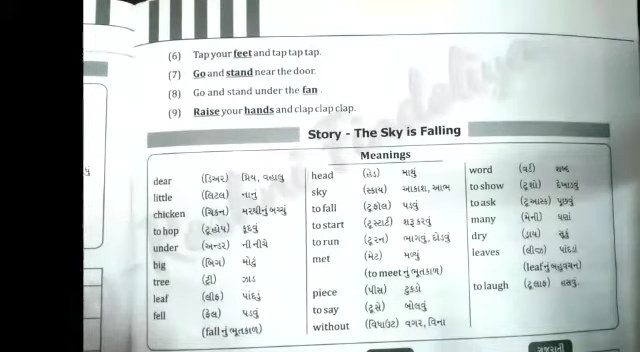 (6) Tap your feet and tap tap tap.
(7) Go and stand near the door.
(8) Go and stand under the fan .
(9) Raise your hands and clap clap clap.
Story - The Sky is Falling
Meanings
dear (ડિઅર) પ્રિય, વહાલુ
little (લિટલ) નાનુ
chicken (ચિકન) મરઘીનું બચ્ચું
to hop (ટૂ હોપ) કૂદવું
under (અન્ડર) ની નીચે
big (બિગ) મોટું
tree (ટ્રી) ઝાડ
leaf (લીફ) પાંદડું
fell (ફેલ) પડવું
(fall નું ભૂતકાળ)
head (હેડ) માથું
sky (સ્કાય) આકાશ, આભ
to fall (ટૂ ફોલ) પડવું
to start (ટૂ સ્ટાર્ટ) શરૂ કરવું
to run (ટૂ રન) ભાગવું, દોડવું
met (મેટ) મળ્યું
(to meet નું ભૂતકાળ)
piece (પીસ) ટુકડો
to say (ટૂ સે) બોલવું
without (વિધાઉટ) વગર, વિના
word (વર્ડ) શબ્દ
to show (ટૂ શો) દેખાડવું
to ask (ટૂ આસ્ક) પૂછવું
many (મેની) ઘણાં
dry (ડ્રાય) સૂકું
leaves (લીવ્ઝ) પાંદડાં
(leaf નું બહુવચન)
to laugh (ટૂ લાફ) હસવું
ગુજરાતી